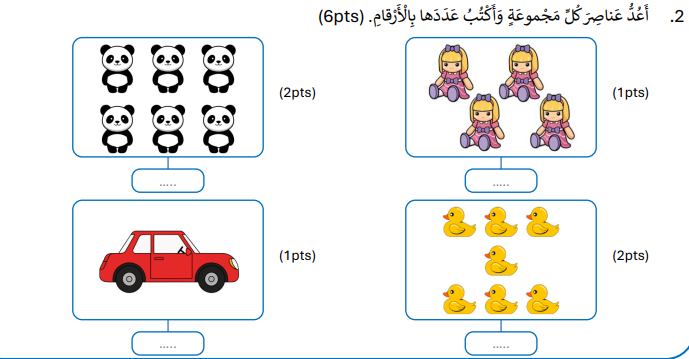 2. أَعُدُّ عَناصِرَ كُلِّ مَجْموعَةٍ وَأَكْتُبُ عَدَدَها بِالْأَرْقامِ. (6pts)
(1pts)
(2pts)
.....
.....
(2pts)
(1pts)
.....
.....